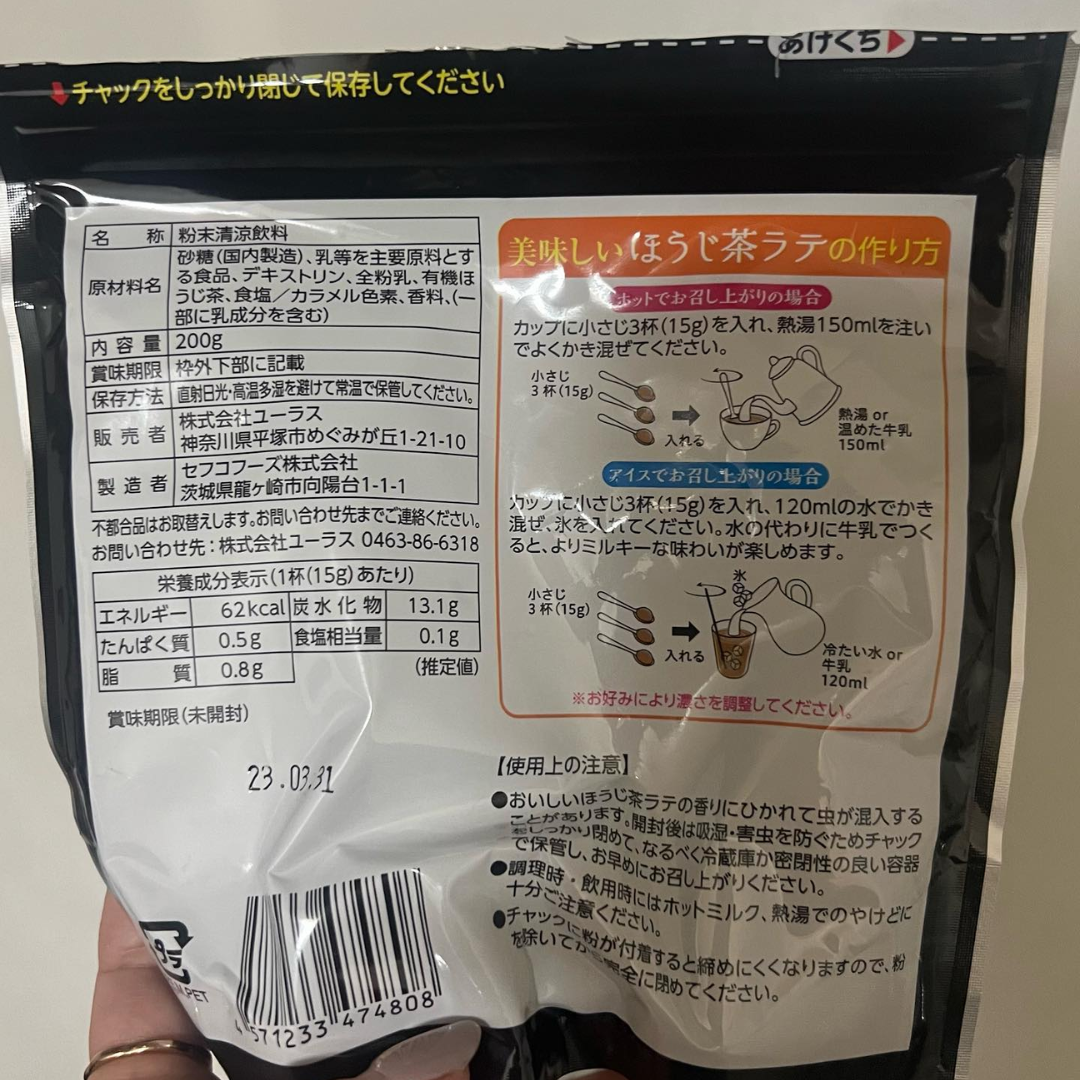 あけくち
チャックをしっかり閉じて保存してください
名 称 粉末清涼飲料
原材料名 砂糖(国内製造)、乳等を主要原料とす
る食品、デキストリン、全粉乳、有機ほ
うじ茶、食塩／カラメル色素、香料、(一
部に乳成分を含む)
内容量 200g
賞味期限 枠外下部に記載
保存方法 直射日光・高温多湿を避けて常温で保管してください。
販売者 株式会社ユーラス
神奈川県平塚市めぐみが丘1-21-10
製造者 セフコフーズ株式会社
茨城県龍ヶ崎市向陽台1-1-1
不都合品はお取替えします。お問い合わせ先までご連絡ください。
お問い合わせ先：株式会社ユーラス 0463-86-6318
栄養成分表示(1杯(15g)あたり)
エネルギー 62kcal 炭水化物 13.1g
たんぱく質 0.5g 食塩相当量 0.1g
脂 質 0.8g (推定値)
賞味期限(未開封)
23.03.31
4 571233 474808
美味しいほうじ茶ラテの作り方
ホットでお召し上がりの場合
カップに小さじ3杯(15g)を入れ、熱湯150mlを注い
でよくかき混ぜてください。
小さじ
3杯(15g)
入れる
熱湯 or
温めた牛乳
150ml
アイスでお召し上がりの場合
カップに小さじ3杯(15g)を入れ、120mlの水でかき
混ぜ、氷を入れてください。水の代わりに牛乳でつく
ると、よりミルキーな味わいが楽しめます。
小さじ
3杯(15g)
入れる
氷
冷たい水 or
牛乳
120ml
※お好みにより濃さを調整してください。
【使用上の注意】
●おいしいほうじ茶ラテの香りにひかれて虫が混入する
ことがあります。開封後は吸湿・害虫を防ぐためチャック
をしっかり閉めて、なるべく冷蔵庫か密閉性の良い容器
で保管し、お早めにお召し上がりください。
●調理時・飲用時にはホットミルク、熱湯でのやけどに
十分ご注意ください。
●チャックに粉が付着すると締めにくくなりますので、粉
を除いてから完全に閉めてください。